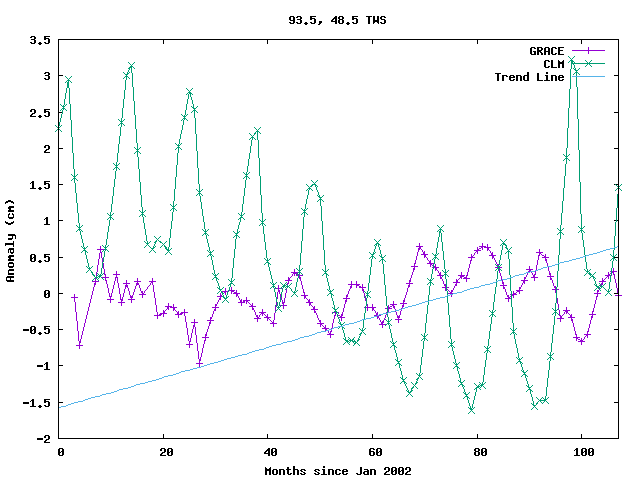 93.5, 48.5 TWS
GRACE
CLM
Trend Line
3.5
3
2.5
2
1.5
1
0.5
0
-0.5
-1
-1.5
-2
Anomaly (cm)
0 20 40 60 80 100
Months since Jan 2002